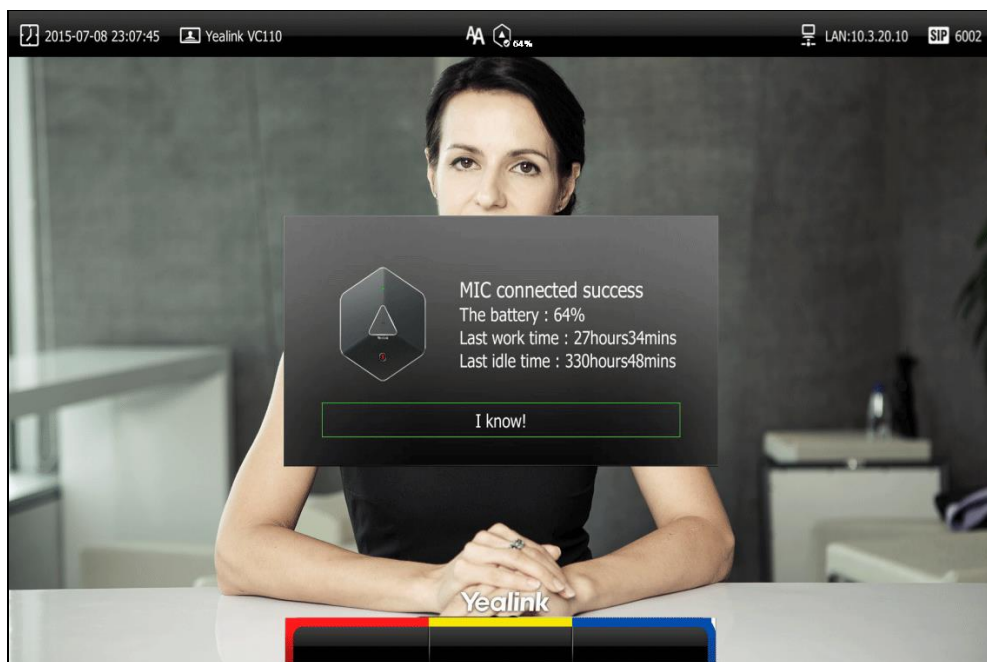 2015-07-08 23:07:45 Yealink VC110 AA 64% LAN:10.3.20.10 SIP 6002
MIC connected success
The battery : 64%
Last work time : 27hours34mins
Last idle time : 330hours48mins
I know!
Yealink